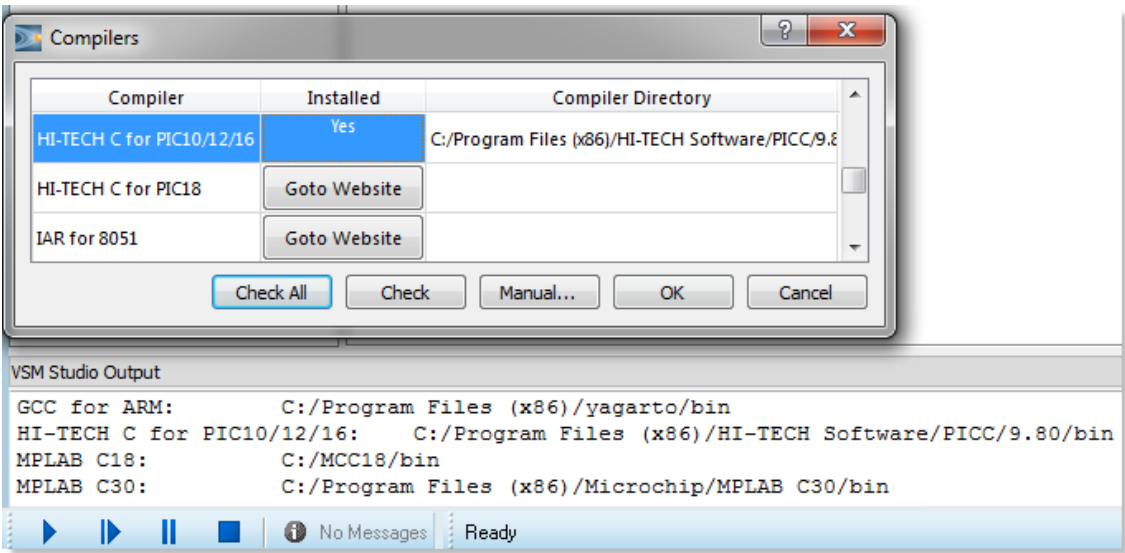 Compilers
Compiler Installed Compiler Directory
HI-TECH C for PIC10/12/16 Yes C:/Program Files (x86)/HI-TECH Software/PICC/9.8
HI-TECH C for PIC18 Goto Website
IAR for 8051 Goto Website
Check All Check Manual... OK Cancel
VSM Studio Output
GCC for ARM: C:/Program Files (x86)/yagarto/bin
HI-TECH C for PIC10/12/16: C:/Program Files (x86)/HI-TECH Software/PICC/9.80/bin
MPLAB C18: C:/MCC18/bin
MPLAB C30: C:/Program Files (x86)/Microchip/MPLAB C30/bin
No Messages Ready